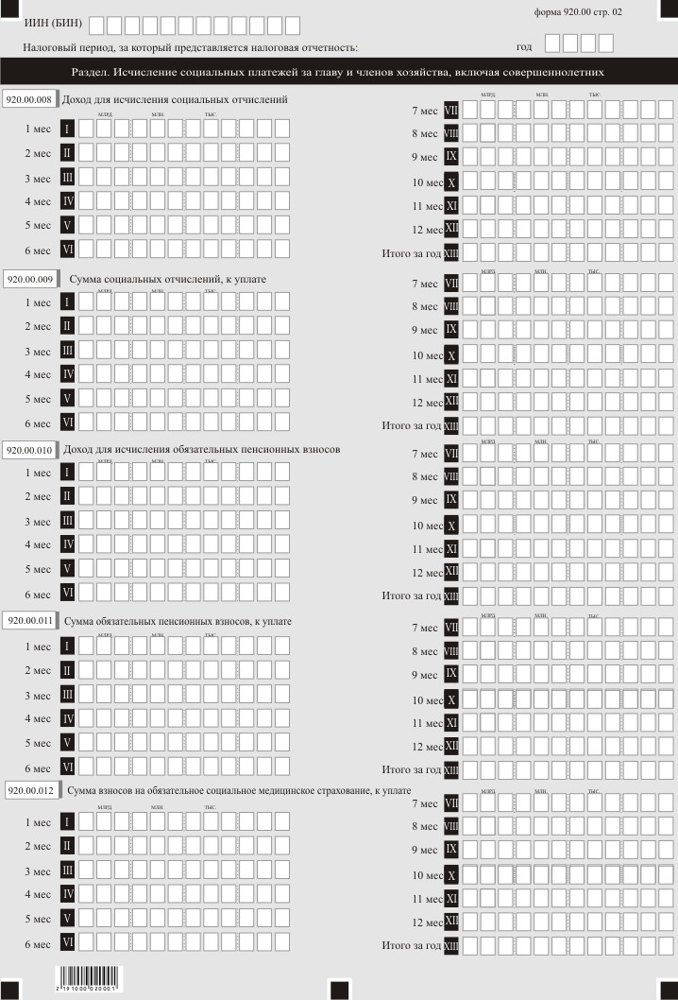 форма 920.00 стр. 02
ИИН (БИН)
Налоговый период, за который представляется налоговая отчетность: год
Раздел. Исчисление социальных платежей за главу и членов хозяйства, включая совершеннолетних
920.00.008 Доход для исчисления социальных отчислений
МЛРД. МЛН. ТЫС.
1 мес I
2 мес II
3 мес III
4 мес IV
5 мес V
6 мес VI
МЛРД. МЛН. ТЫС.
7 мес VII
8 мес VIII
9 мес IX
10 мес X
11 мес XI
12 мес XII
Итого за год XIII
920.00.009 Сумма социальных отчислений, к уплате
МЛРД. МЛН. ТЫС.
1 мес I
2 мес II
3 мес III
4 мес IV
5 мес V
6 мес VI
МЛРД. МЛН. ТЫС.
7 мес VII
8 мес VIII
9 мес IX
10 мес X
11 мес XI
12 мес XII
Итого за год XIII
920.00.010 Доход для исчисления обязательных пенсионных взносов
МЛРД. МЛН. ТЫС.
1 мес I
2 мес II
3 мес III
4 мес IV
5 мес V
6 мес VI
МЛРД. МЛН. ТЫС.
7 мес VII
8 мес VIII
9 мес IX
10 мес X
11 мес XI
12 мес XII
Итого за год XIII
920.00.011 Сумма обязательных пенсионных взносов, к уплате
МЛРД. МЛН. ТЫС.
1 мес I
2 мес II
3 мес III
4 мес IV
5 мес V
6 мес VI
МЛРД. МЛН. ТЫС.
7 мес VII
8 мес VIII
9 мес IX
10 мес X
11 мес XI
12 мес XII
Итого за год XIII
920.00.012 Сумма взносов на обязательное социальное медицинское страхование, к уплате
МЛРД. МЛН. ТЫС.
1 мес I
2 мес II
3 мес III
4 мес IV
5 мес V
6 мес VI
МЛРД. МЛН. ТЫС.
7 мес VII
8 мес VIII
9 мес IX
10 мес X
11 мес XI
12 мес XII
Итого за год XIII
2 191000 020001